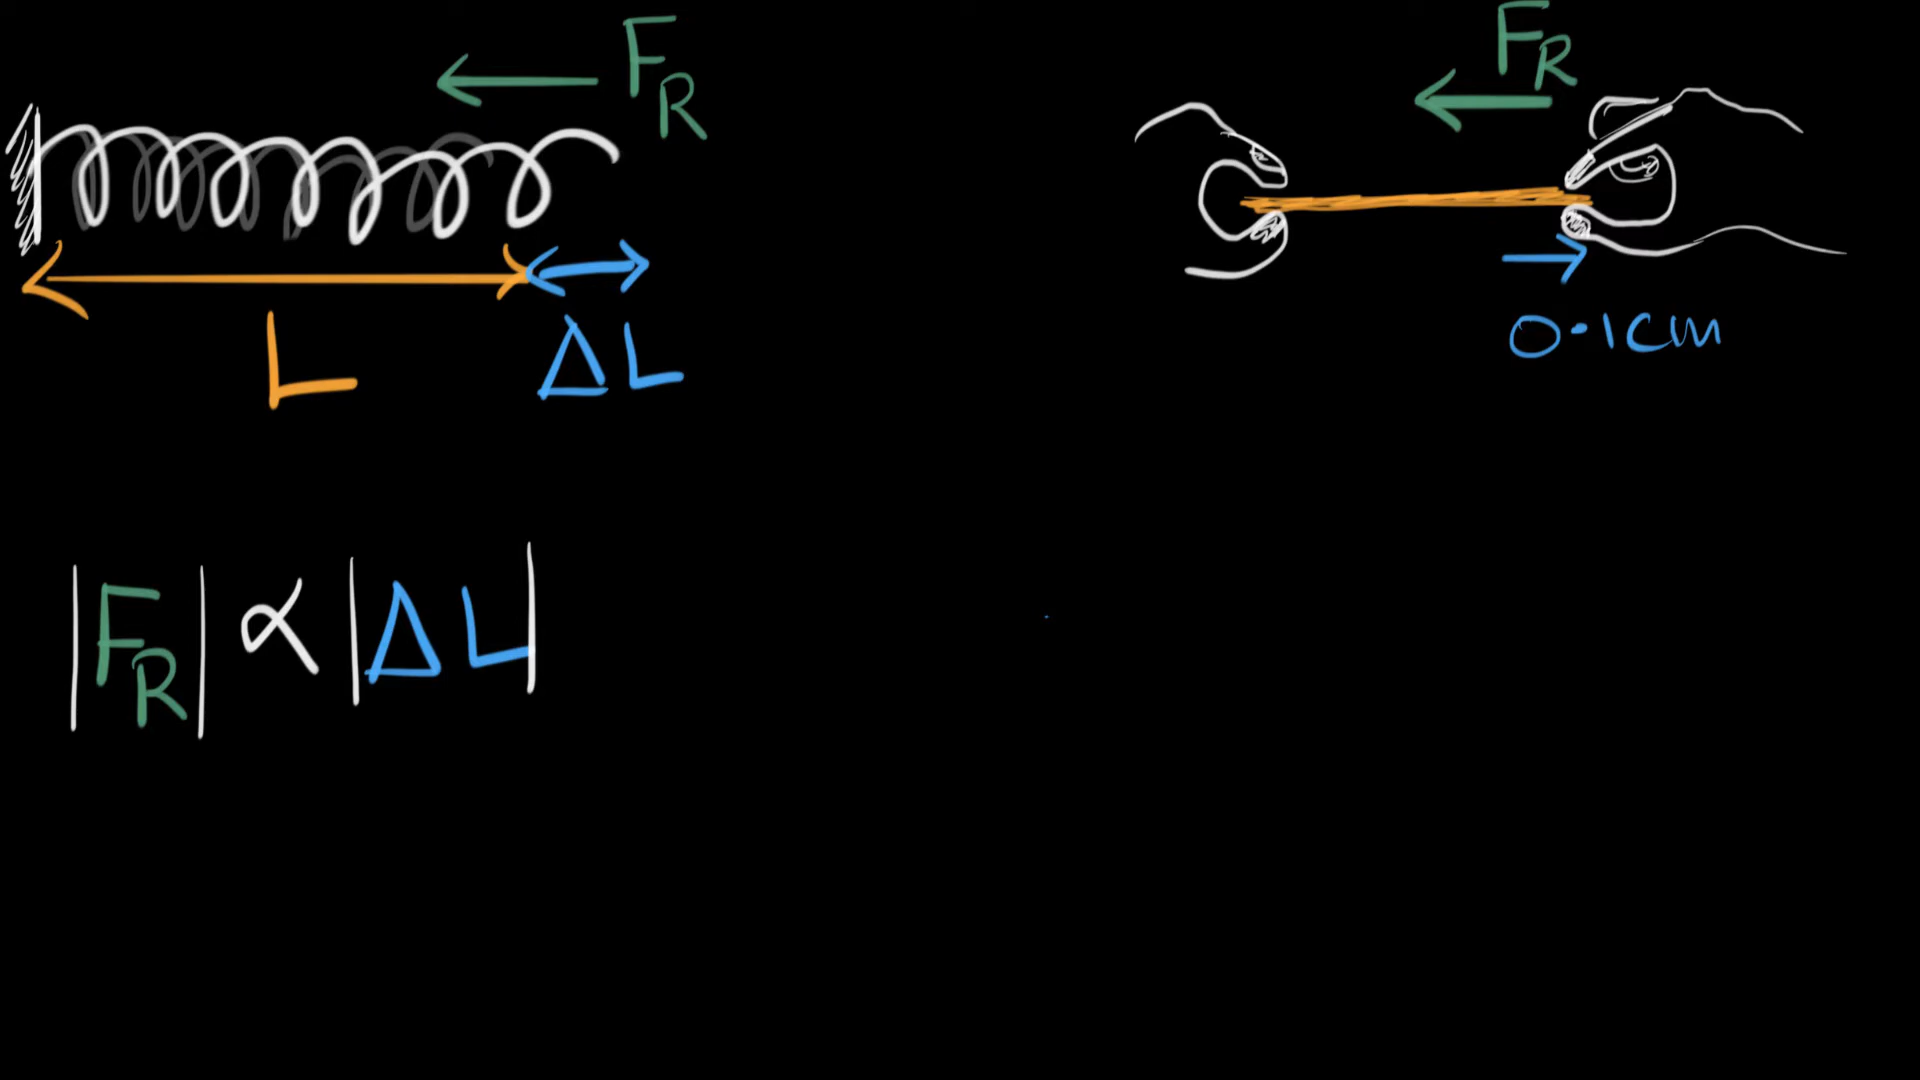 F_R
L
ΔL
|F_R| ∝ |ΔL|
F_R
0.1cm